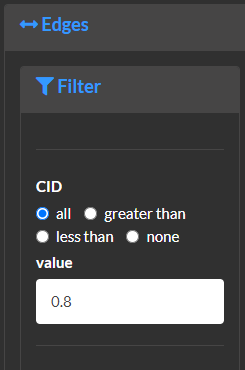 Edges
Filter
CID
all greater than
less than none
value
0.8